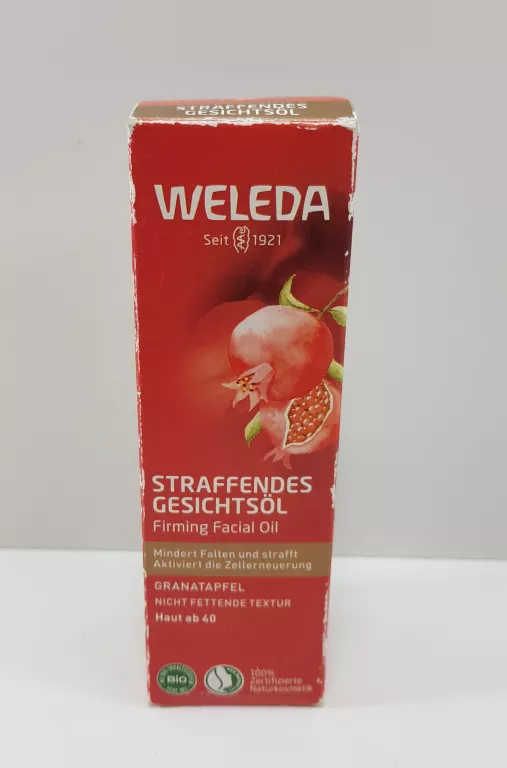 STRAFFENDES
GESICHTSÖL
WELEDA
Seit 1921
STRAFFENDES
GESICHTSÖL
Firming Facial Oil
Mindert Falten und strafft
Aktiviert die Zellerneuerung
GRANATAPFEL
NICHT FETTENDE TEXTUR
Haut ab 40
BIO
100%
Zertifizierte
Naturkosmetik